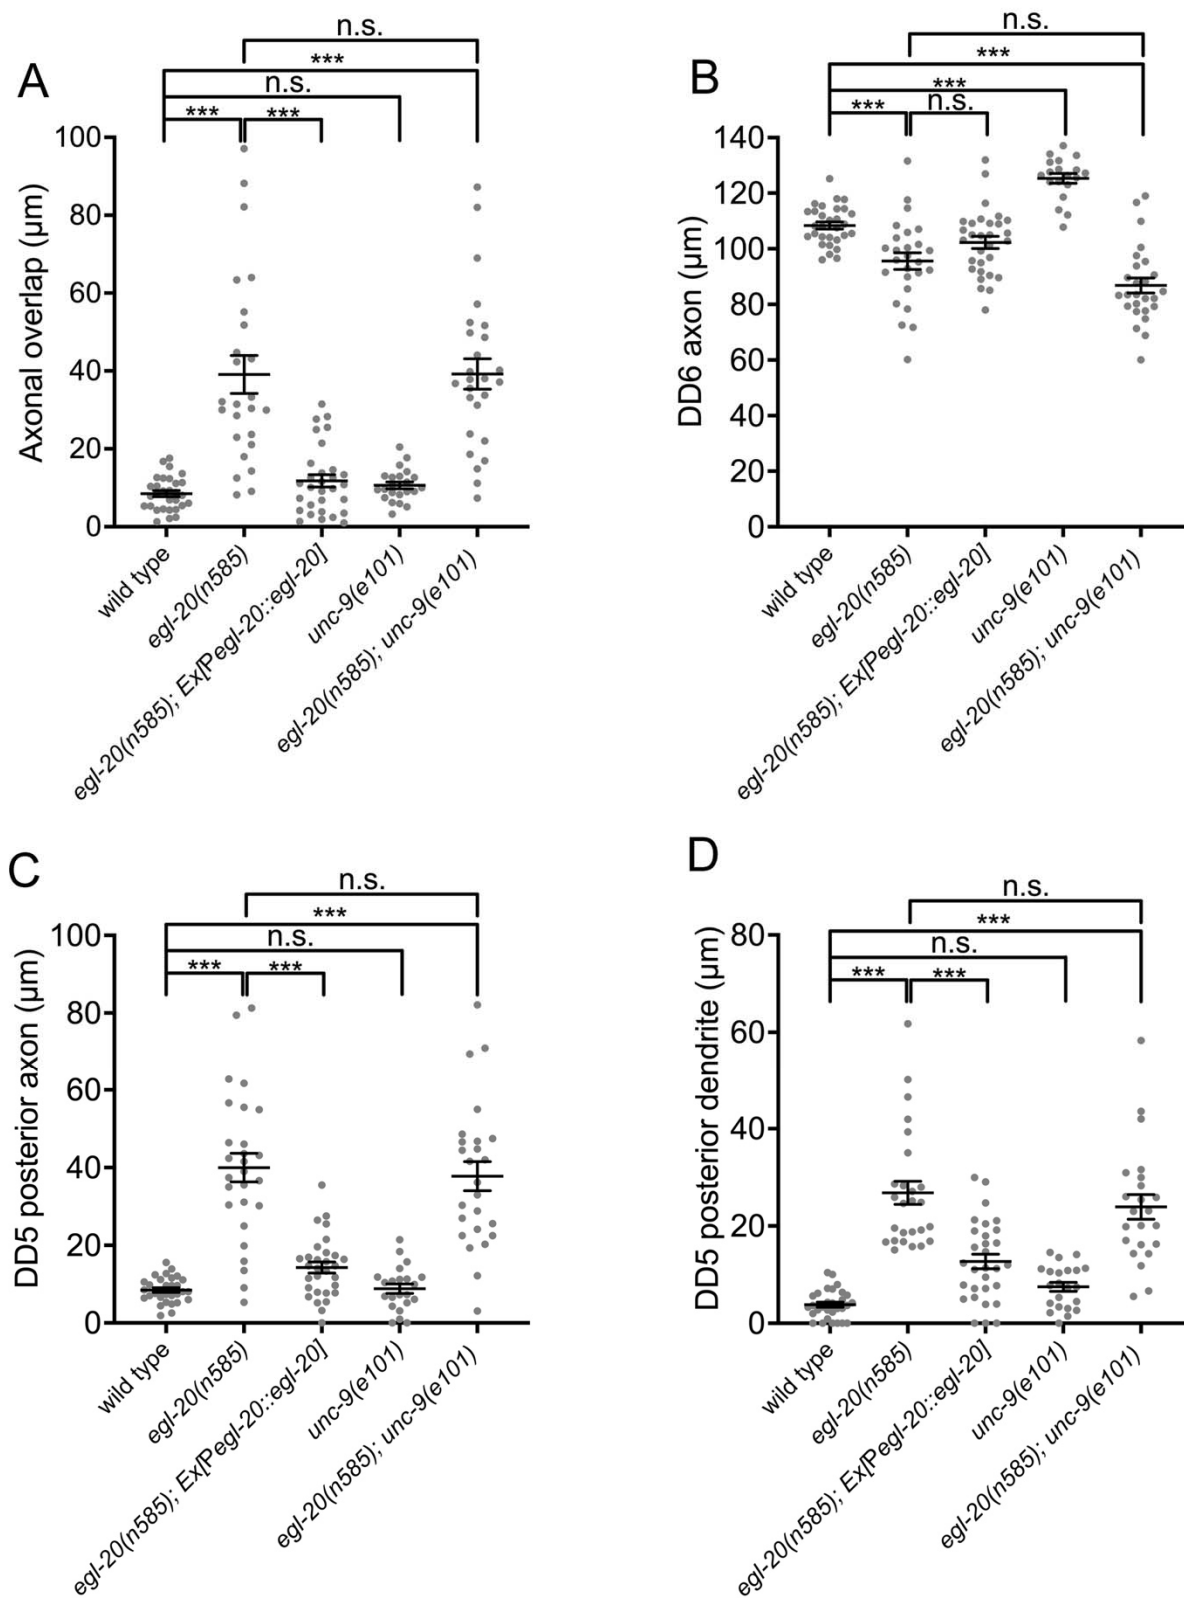 A
n.s.
***
n.s.
***
***
Axonal overlap (µm)
100
80
60
40
20
0
wild type
egl-20(n585)
egl-20(n585); Ex[Pegl-20::egl-20]
unc-9(e101)
egl-20(n585); unc-9(e101)
B
n.s.
***
***
***
n.s.
DD6 axon (µm)
140
120
100
80
60
40
20
0
wild type
egl-20(n585)
egl-20(n585); Ex[Pegl-20::egl-20]
unc-9(e101)
egl-20(n585); unc-9(e101)
C
n.s.
***
n.s.
***
***
DD5 posterior axon (µm)
100
80
60
40
20
0
wild type
egl-20(n585)
egl-20(n585); Ex[Pegl-20::egl-20]
unc-9(e101)
egl-20(n585); unc-9(e101)
D
n.s.
***
n.s.
***
***
DD5 posterior dendrite (µm)
80
60
40
20
0
wild type
egl-20(n585)
egl-20(n585); Ex[Pegl-20::egl-20]
unc-9(e101)
egl-20(n585); unc-9(e101)